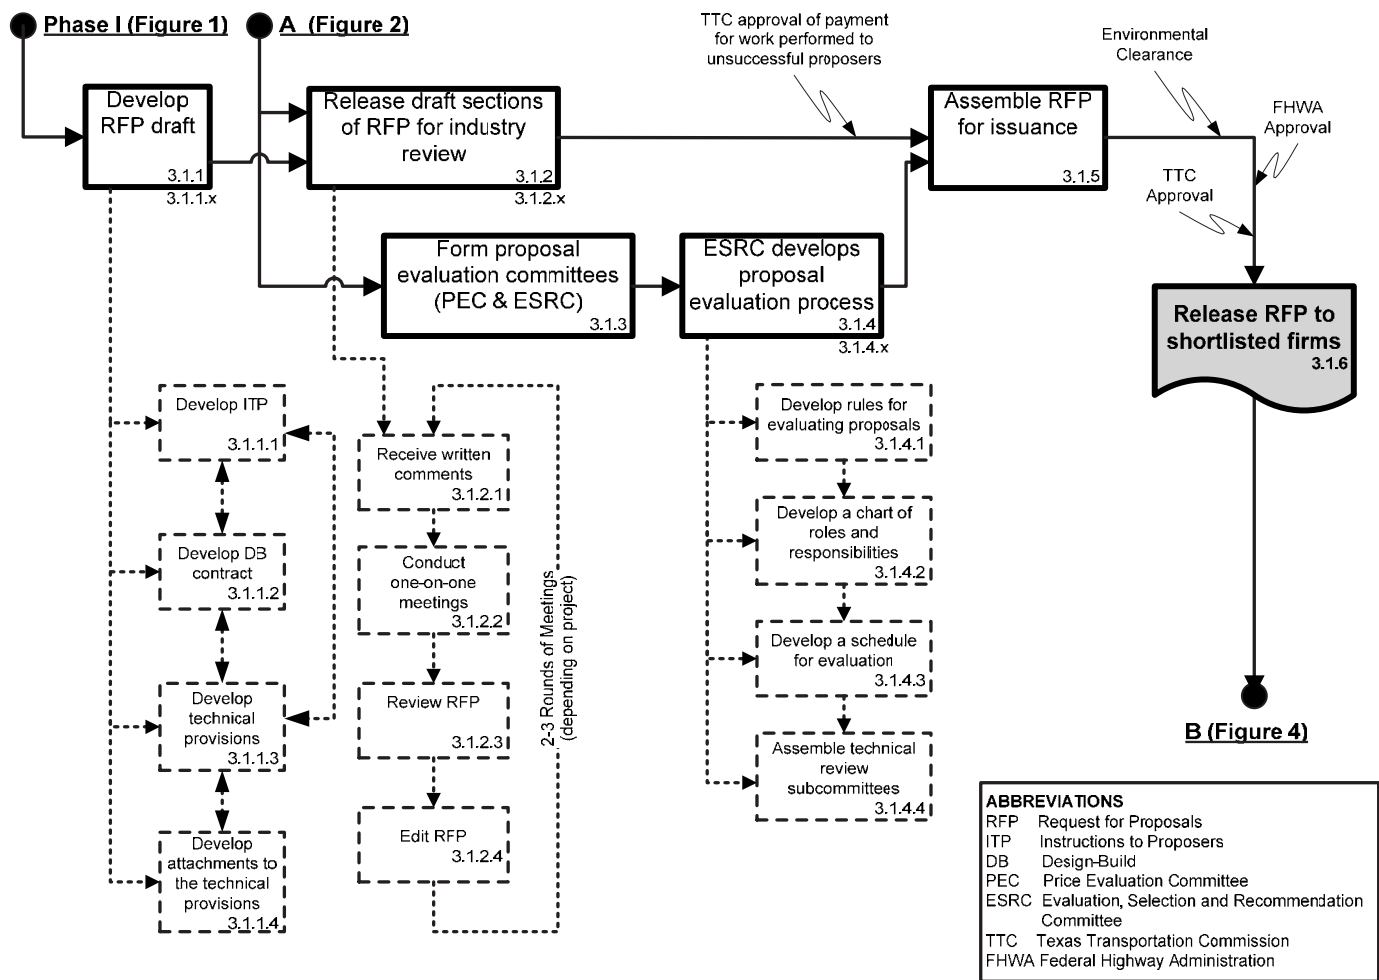 Phase I (Figure 1)
A (Figure 2)
TTC approval of payment
for work performed to
unsuccessful proposers
Environmental
Clearance
FHWA
Approval
TTC
Approval
Develop
RFP draft
3.1.1
3.1.1.x
Release draft sections
of RFP for industry
review
3.1.2
3.1.2.x
Assemble RFP
for issuance
3.1.5
Form proposal
evaluation committees
(PEC & ESRC)
3.1.3
ESRC develops
proposal
evaluation process
3.1.4
3.1.4.x
Release RFP to
shortlisted firms
3.1.6
Develop ITP
3.1.1.1
Develop DB
contract
3.1.1.2
Develop
technical
provisions
3.1.1.3
Develop
attachments to
the technical
provisions
3.1.1.4
Receive written
comments
3.1.2.1
Conduct
one-on-one
meetings
3.1.2.2
Review RFP
3.1.2.3
Edit RFP
3.1.2.4
2-3 Rounds of Meetings
(depending on project)
Develop rules for
evaluating proposals
3.1.4.1
Develop a chart of
roles and
responsibilities
3.1.4.2
Develop a schedule
for evaluation
3.1.4.3
Assemble technical
review
subcommittees
3.1.4.4
B (Figure 4)
ABBREVIATIONS
RFP Request for Proposals
ITP Instructions to Proposers
DB Design-Build
PEC Price Evaluation Committee
ESRC Evaluation, Selection and Recommendation
Committee
TTC Texas Transportation Commission
FHWA Federal Highway Administration